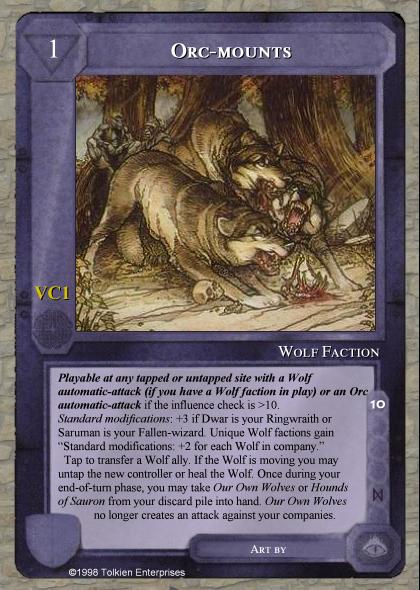 1
ORC-MOUNTS
VC1
WOLF FACTION
Playable at any tapped or untapped site with a Wolf
automatic-attack (if you have a Wolf faction in play) or an Orc
automatic-attack if the influence check is >10.
Standard modifications: +3 if Dwar is your Ringwraith or
Saruman is your Fallen-wizard. Unique Wolf factions gain
“Standard modifications: +2 for each Wolf in company.”
Tap to transfer a Wolf ally. If the Wolf is moving you may
untap the new controller or heal the Wolf. Once during your
end-of-turn phase, you may take Our Own Wolves or Hounds
of Sauron from your discard pile into hand. Our Own Wolves
no longer creates an attack against your companies.
10
ART BY
©1998 Tolkien Enterprises